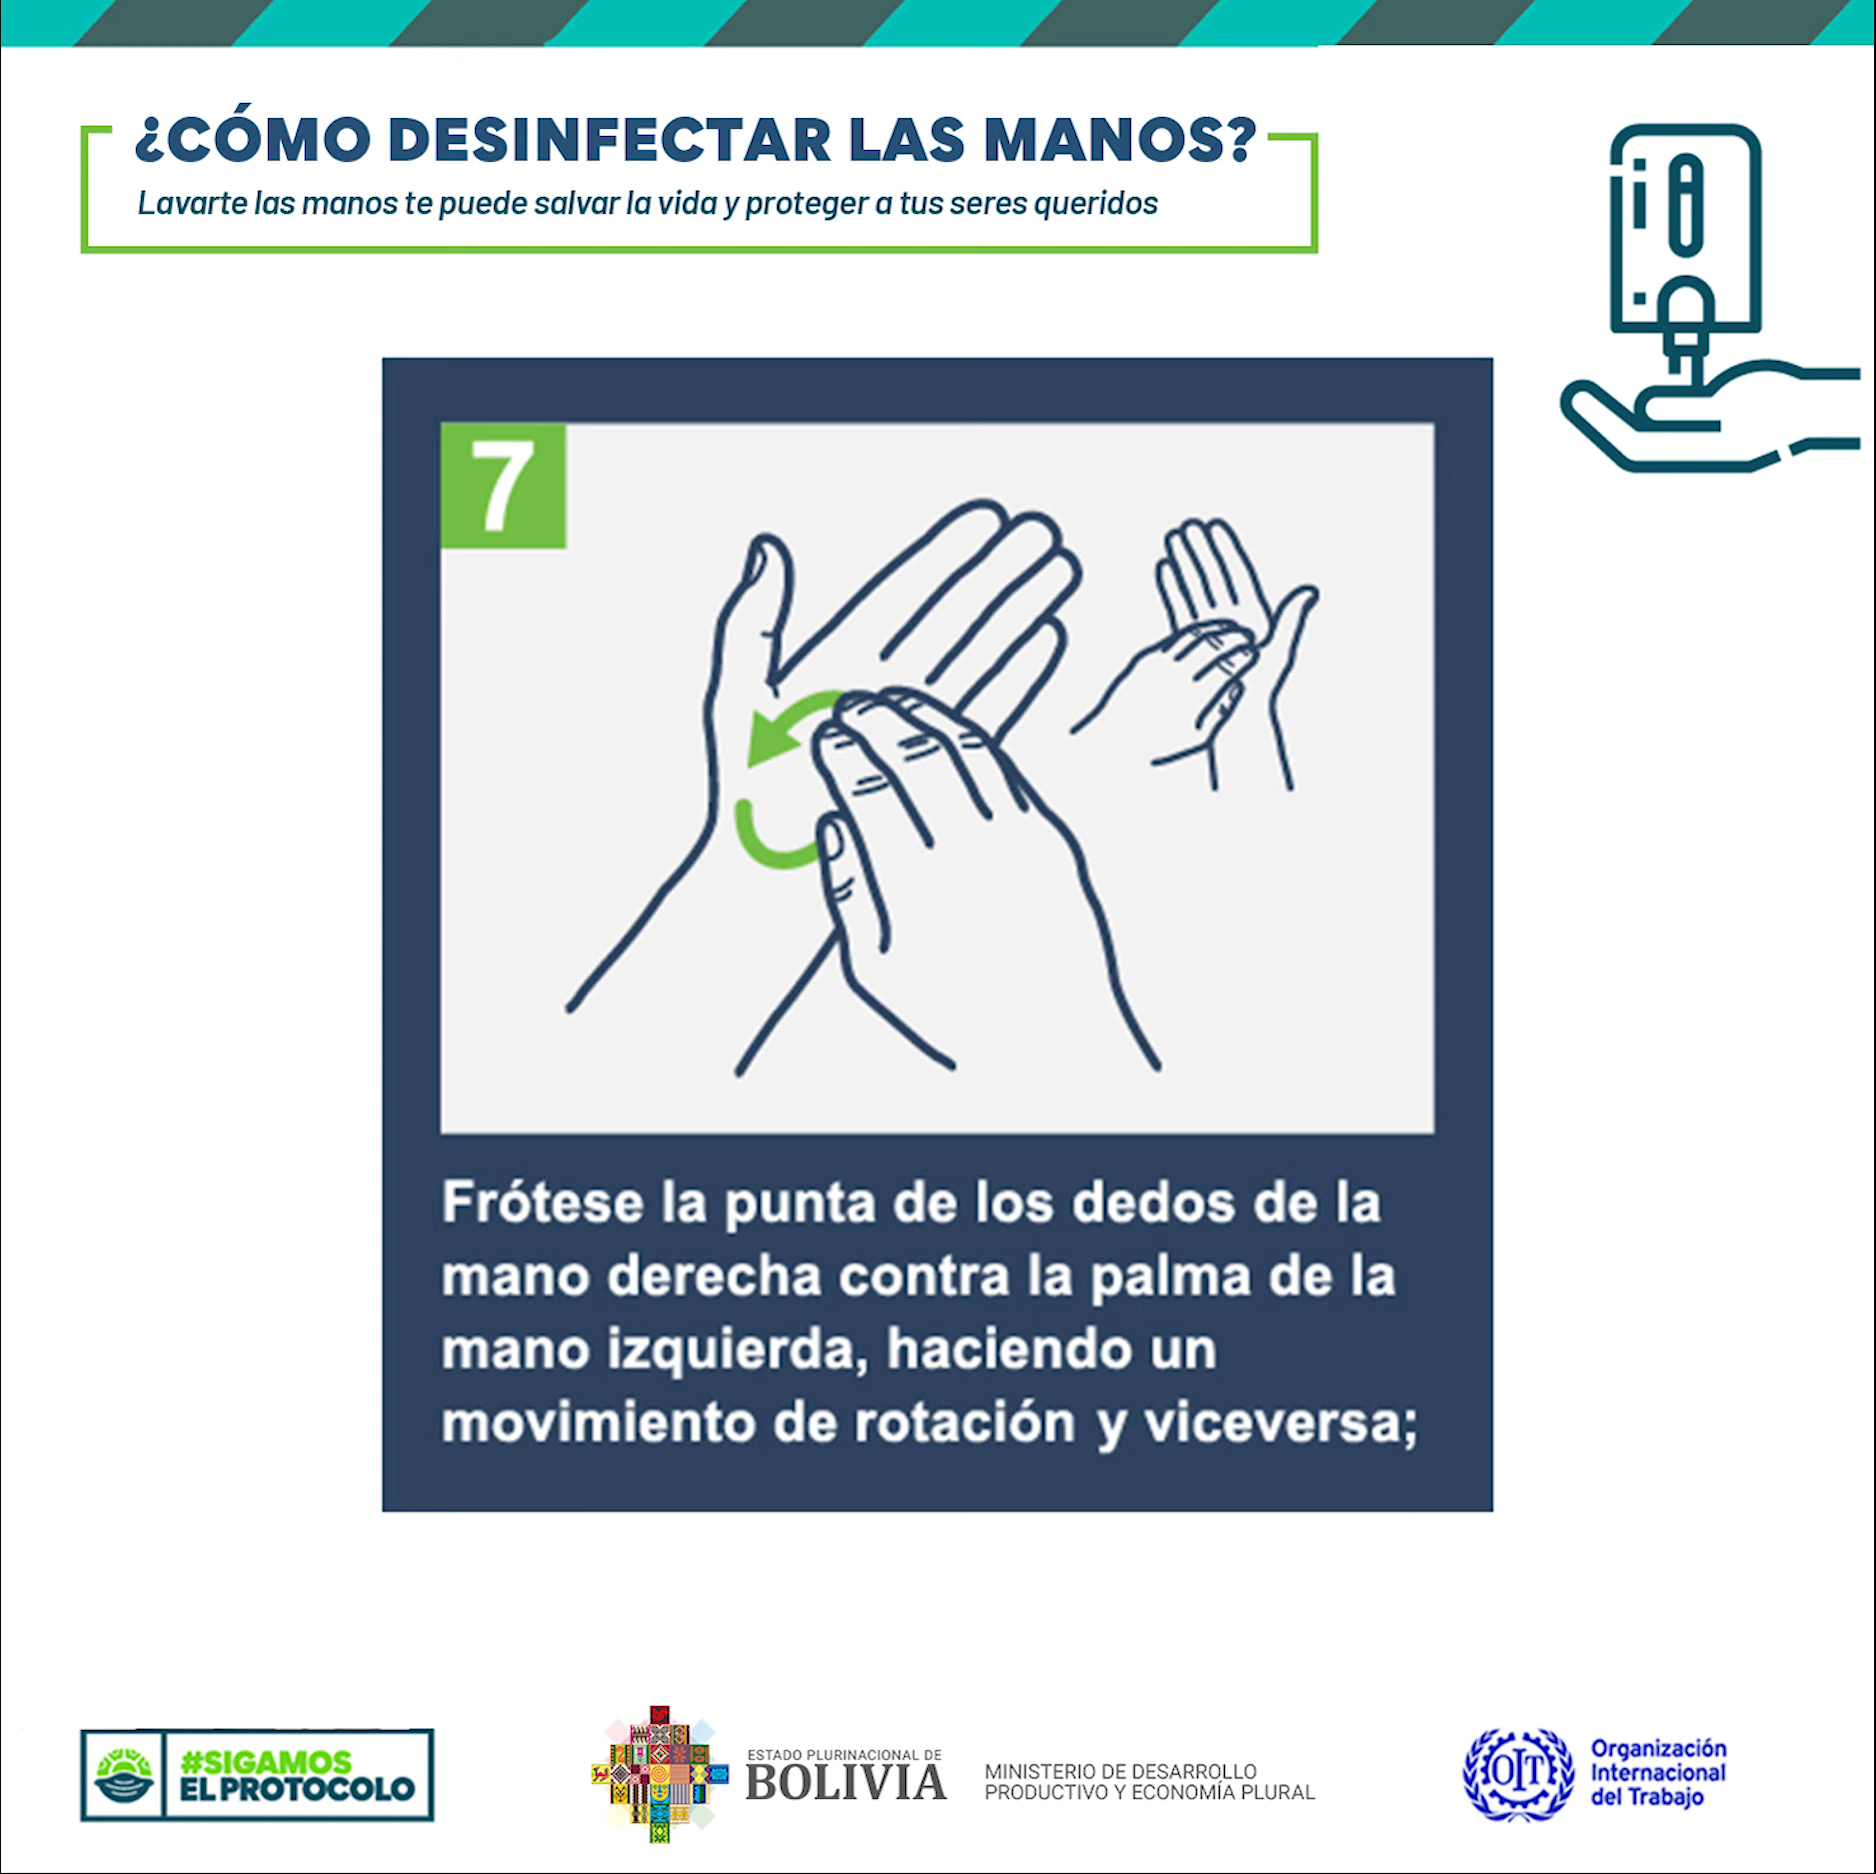 ¿CÓMO DESINFECTAR LAS MANOS?
Lavarte las manos te puede salvar la vida y proteger a tus seres queridos
7
Frótese la punta de los dedos de la
mano derecha contra la palma de la
mano izquierda, haciendo un
movimiento de rotación y viceversa;
#SIGAMOS
EL PROTOCOLO
ESTADO PLURINACIONAL DE
BOLIVIA
MINISTERIO DE DESARROLLO
PRODUCTIVO Y ECONOMÍA PLURAL
OIT
Organización
Internacional
del Trabajo